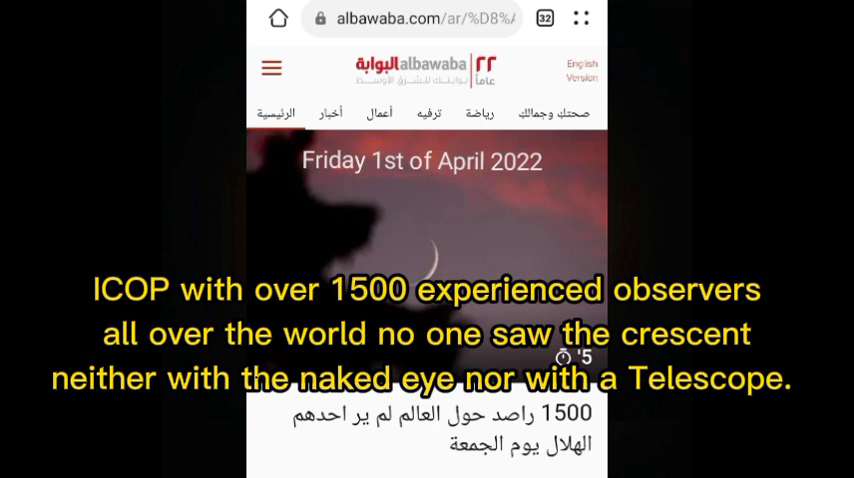 albawaba.com/ar/%D8%A
32
البوابة albawaba ٢٢
بوابتك للشرق الأوسط
عاماً
English
Version
الرئيسية أخبار أعمال ترفيه رياضة صحتكِ وجمالكِ
Friday 1st of April 2022
ICOP with over 1500 experienced observers
all over the world no one saw the crescent
5'
neither with the naked eye nor with a Telescope.
1500 راصد حول العالم لم ير احدهم
الهلال يوم الجمعة